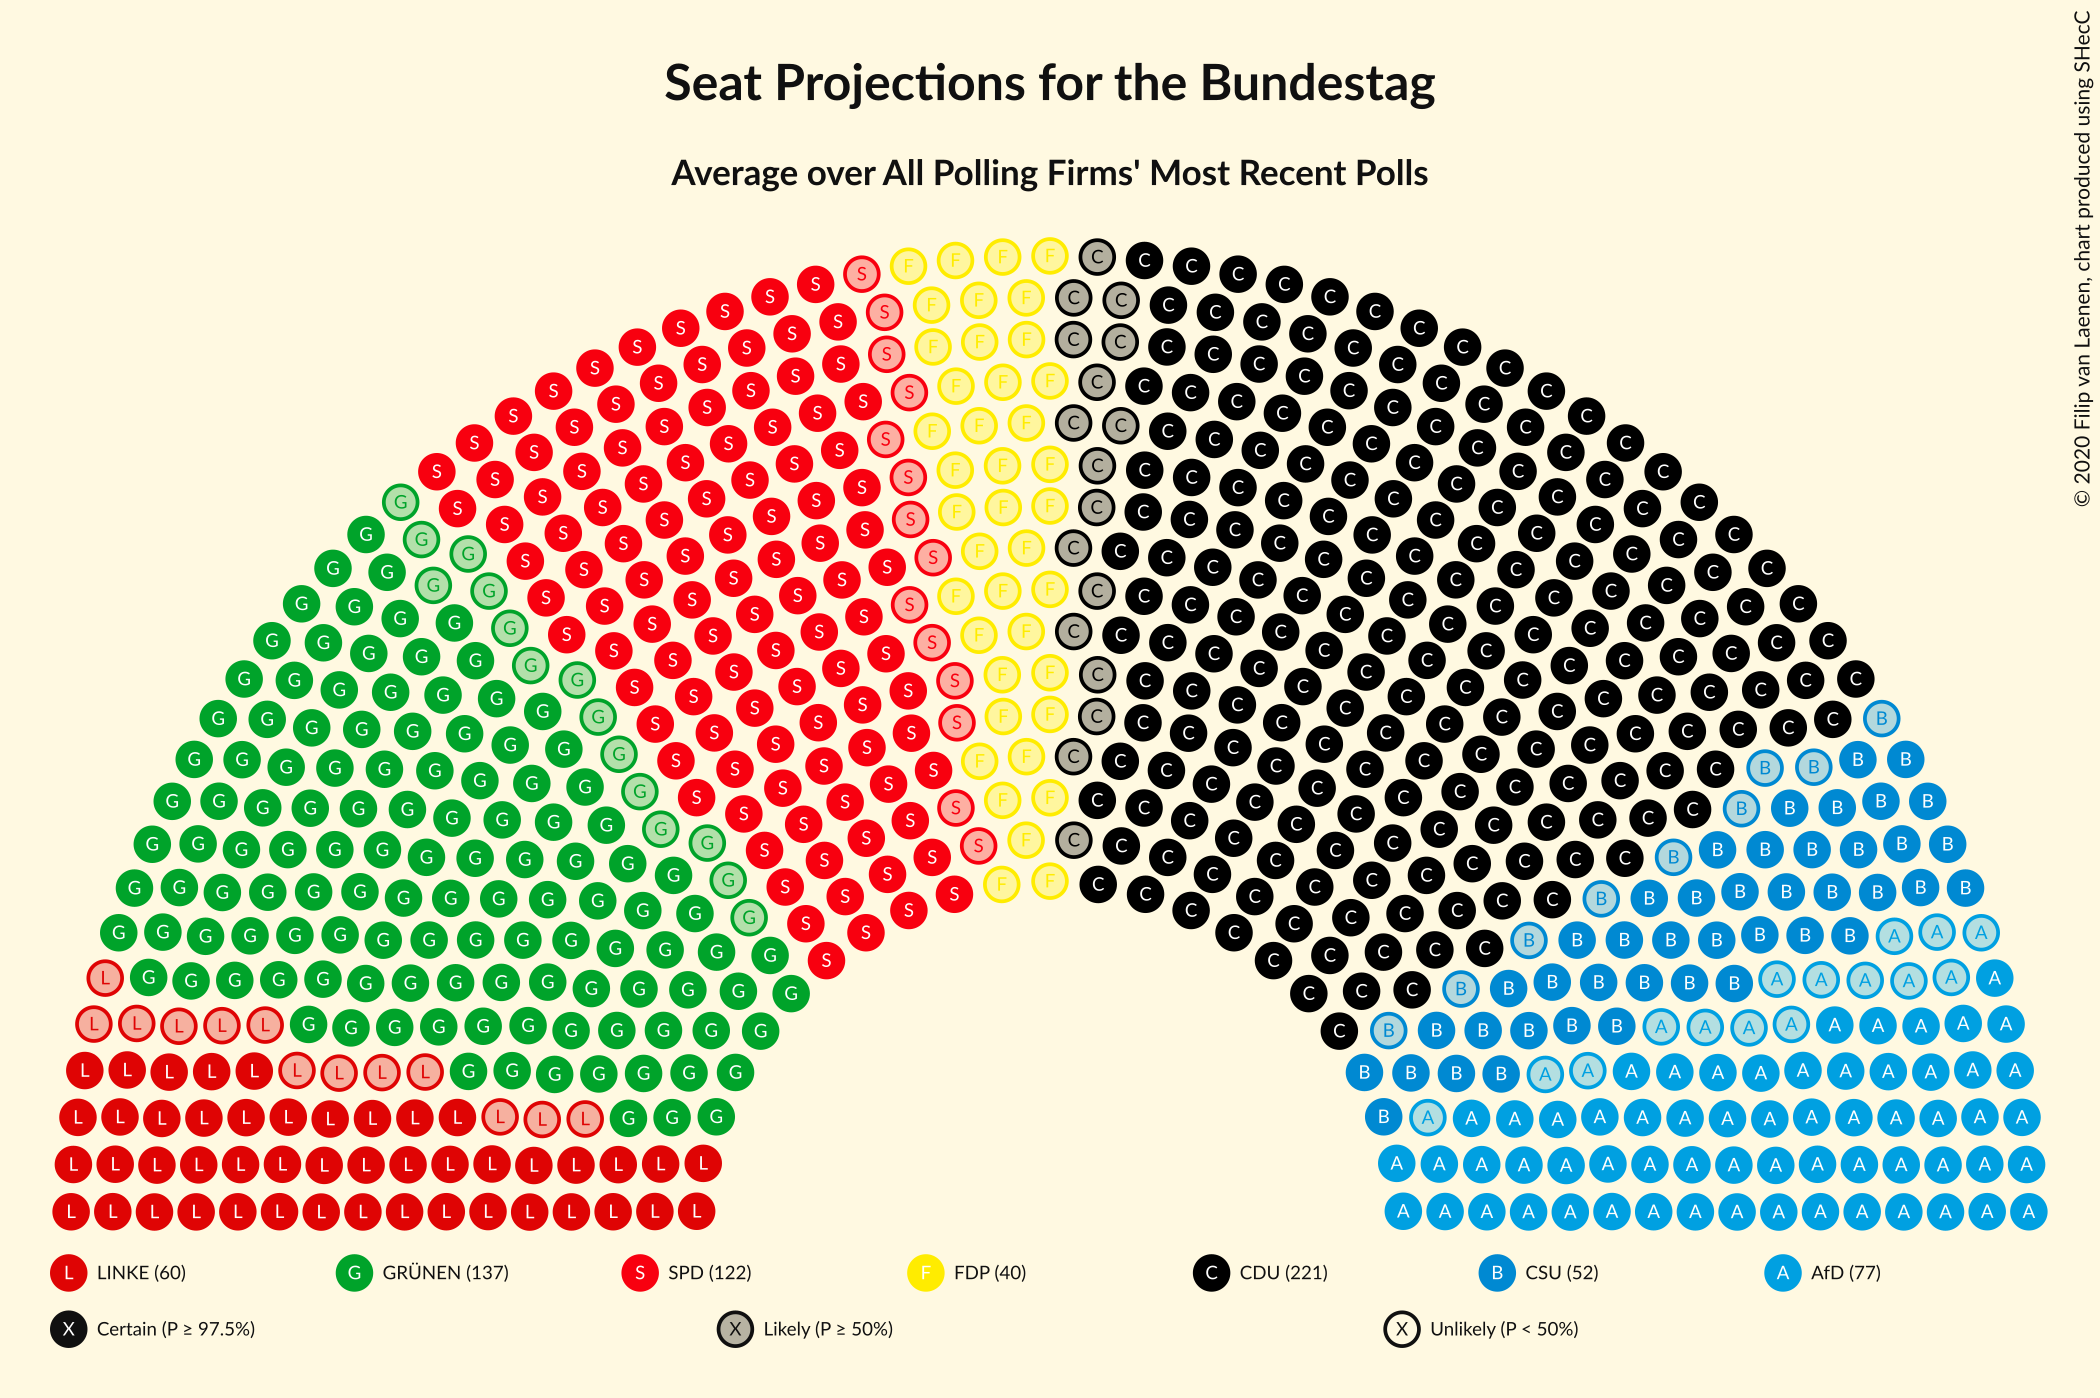 Seat Projections for the Bundestag
Average over All Polling Firms' Most Recent Polls
© 2020 Filip van Laenen, chart produced using SHecC
L LINKE (60) G GRÜNEN (137) S SPD (122) F FDP (40) C CDU (221) B CSU (52) A AfD (77)
X Certain (P ≥ 97.5%) X Likely (P ≥ 50%) X Unlikely (P < 50%)